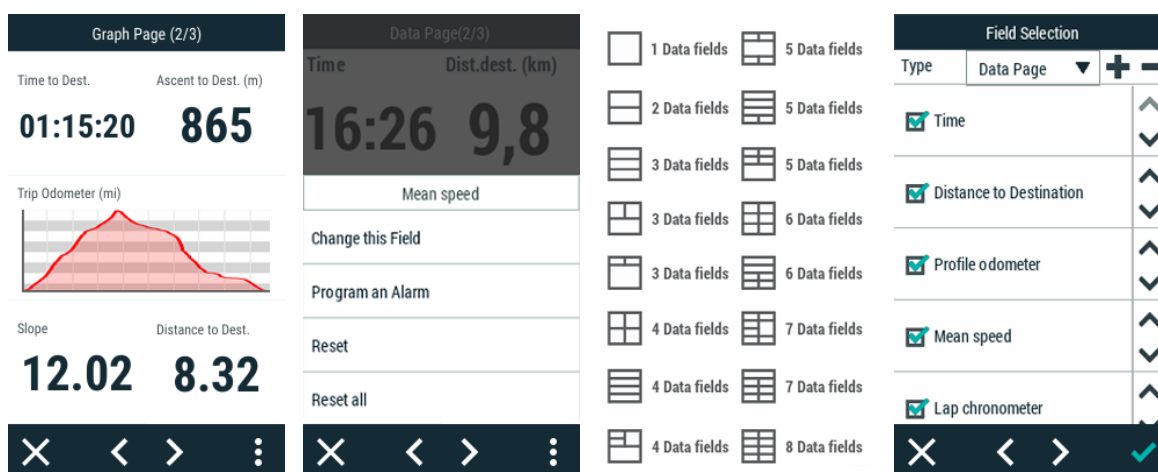 Graph Page (2/3)
Time to Dest. Ascent to Dest. (m)
01:15:20 865
Trip Odometer (mi)
Slope Distance to Dest.
12.02 8.32
Data Page(2/3)
Time Dist.dest. (km)
16:26 9,8
Mean speed
Change this Field
Program an Alarm
Reset
Reset all
1 Data fields 5 Data fields
2 Data fields 5 Data fields
3 Data fields 5 Data fields
3 Data fields 6 Data fields
3 Data fields 6 Data fields
4 Data fields 7 Data fields
4 Data fields 7 Data fields
4 Data fields 8 Data fields
Field Selection
Type Data Page
Time
Distance to Destination
Profile odometer
Mean speed
Lap chronometer